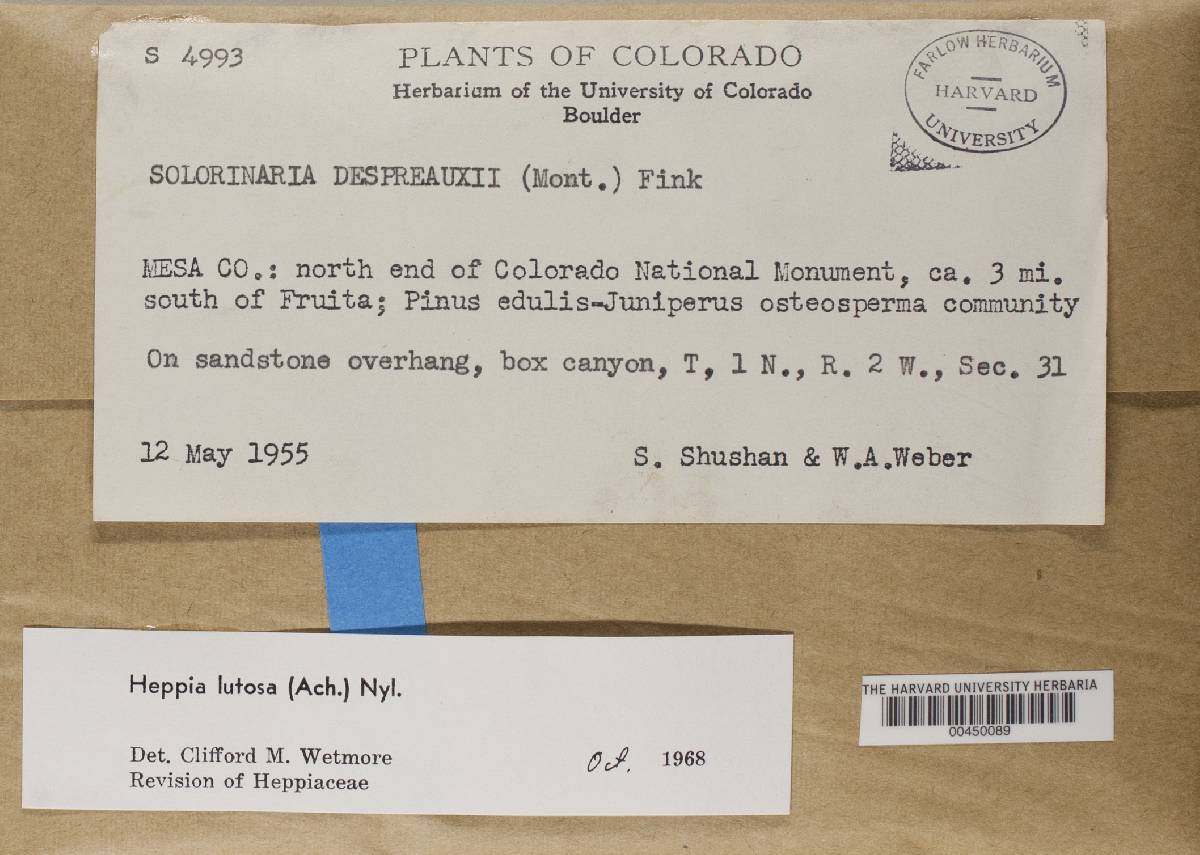 S 4993
PLANTS OF COLORADO
Herbarium of the University of Colorado
Boulder
FARLOW HERBARIUM
HARVARD
UNIVERSITY
SOLORINARIA DESPREAUXII (Mont.) Fink
MESA CO.: north end of Colorado National Monument, ca. 3 mi.
south of Fruita; Pinus edulis-Juniperus osteosperma community
On sandstone overhang, box canyon, T, 1 N., R. 2 W., Sec. 31
12 May 1955
S. Shushan & W.A.Weber
Heppia lutosa (Ach.) Nyl.
Det. Clifford M. Wetmore
Revision of Heppiaceae
Oct. 1968
THE HARVARD UNIVERSITY HERBARIA
00450089